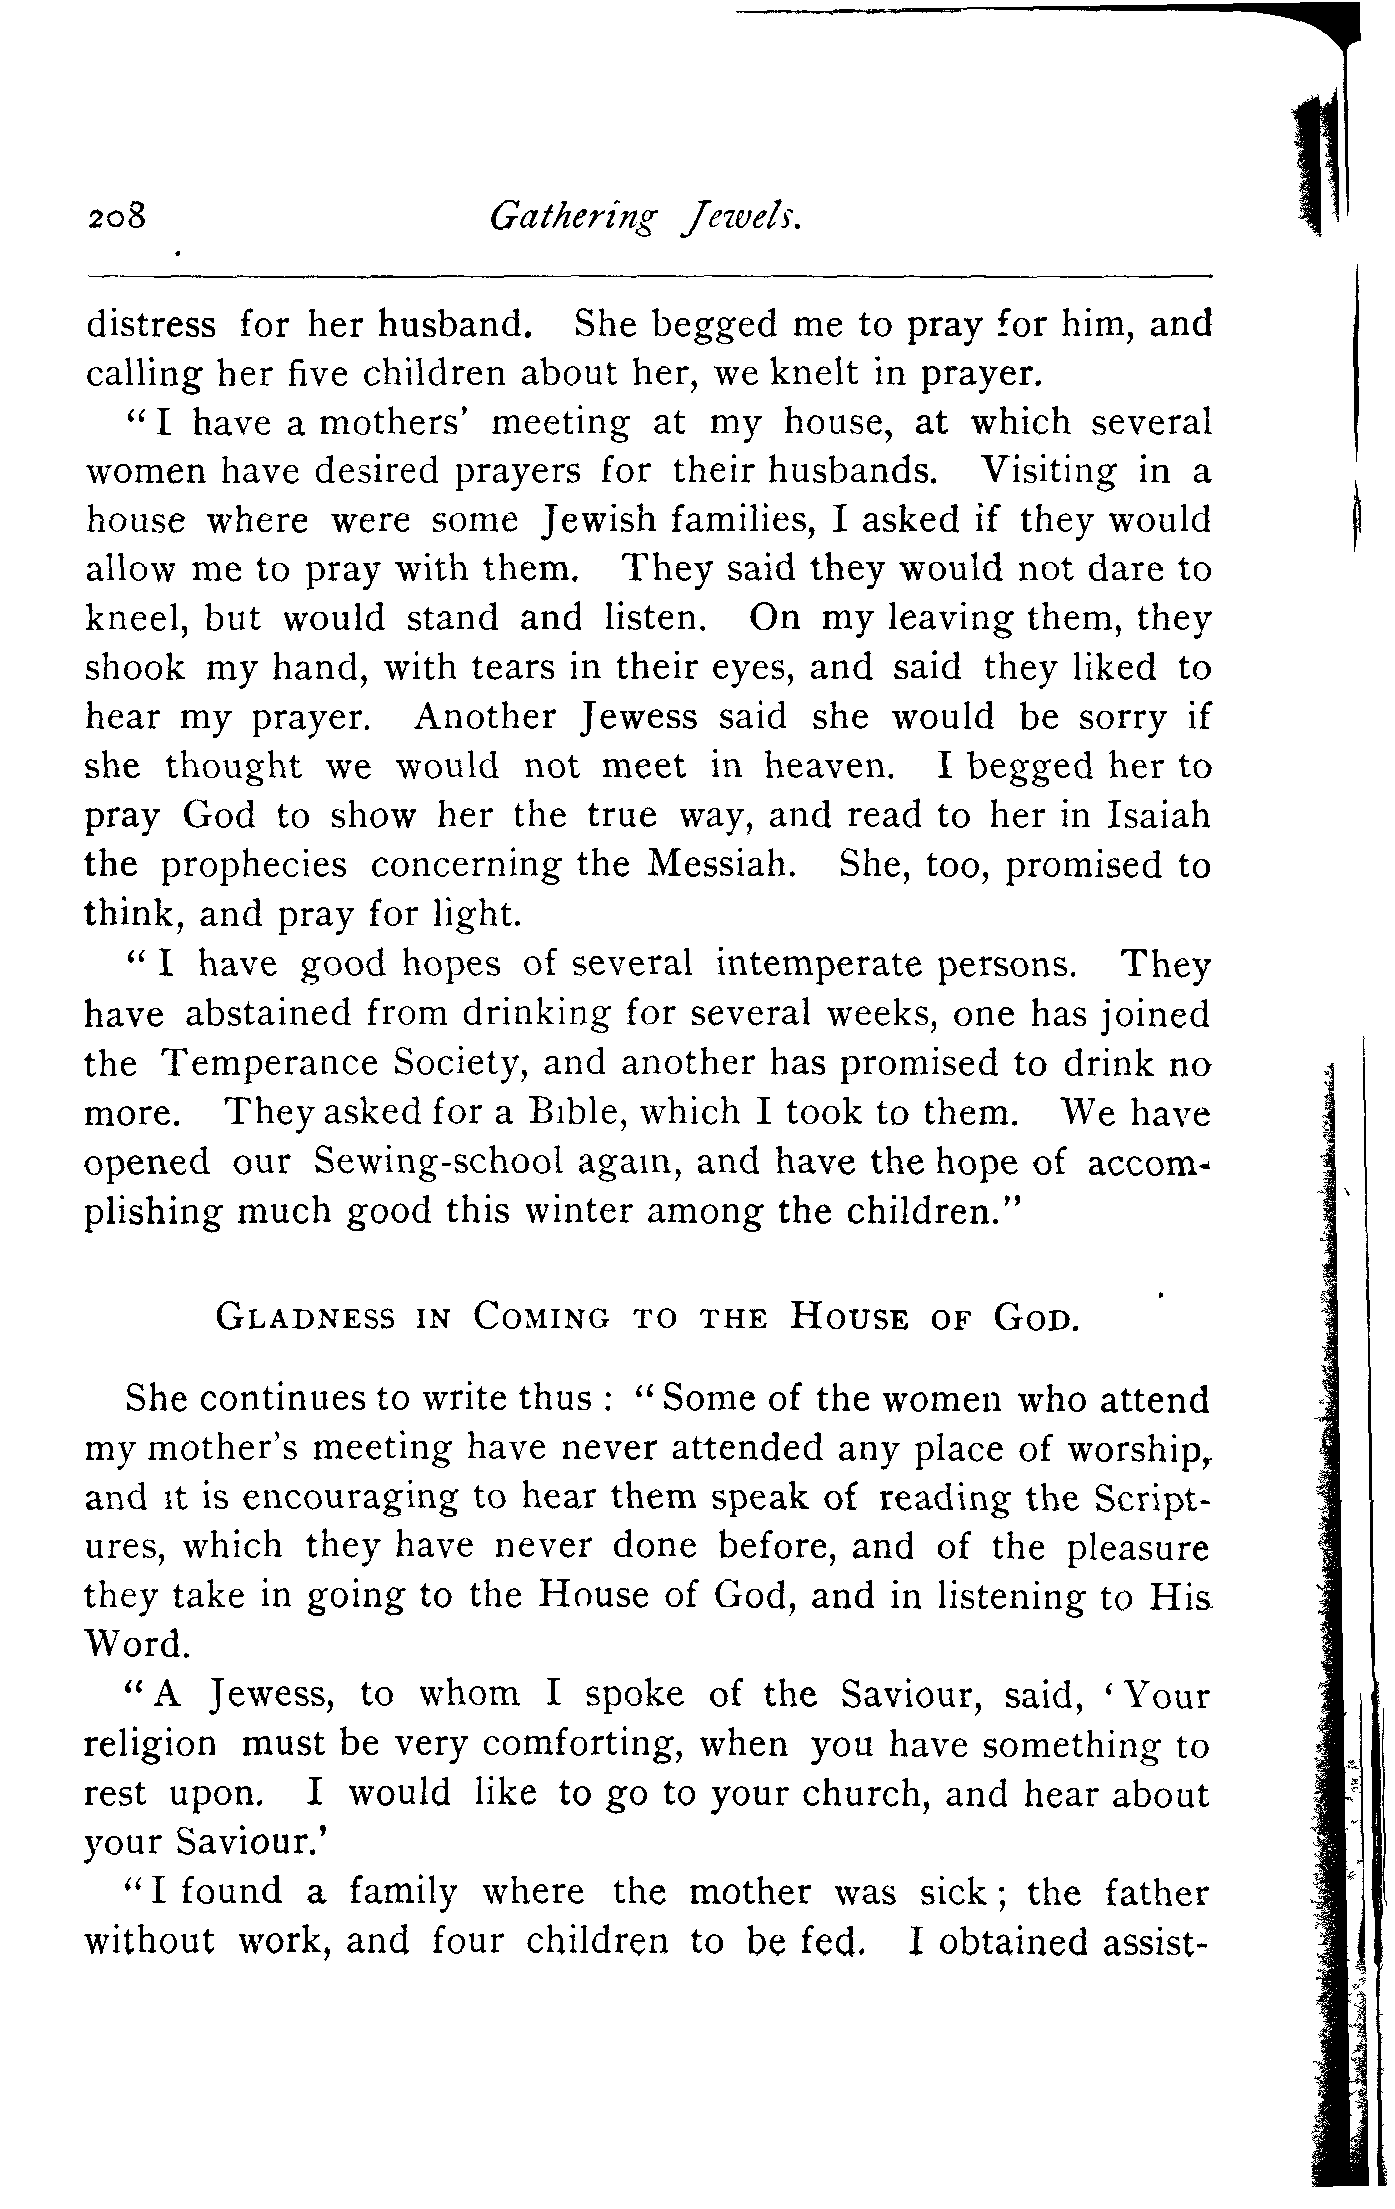 208 Gathering Jewels.
distress for her husband. She begged me to pray for him, and
calling her five children about her, we knelt in prayer.
" I have a mothers' meeting at my house, at which several
women have desired prayers for their husbands. Visiting in a
house where were some Jewish families, I asked if they would
allow me to pray with them. They said they would not dare to
kneel, but would stand and listen. On my leaving them, they
shook my hand, with tears in their eyes, and said they liked to
hear my prayer. Another Jewess said she would be sorry if
she thought we would not meet in heaven. I begged her to
pray God to show her the true way, and read to her in Isaiah
the prophecies concerning the Messiah. She, too, promised to
think, and pray for light.
" I have good hopes of several intemperate persons. They
have abstained from drinking for several weeks, one has joined
the Temperance Society, and another has promised to drink no
more. They asked for a Bible, which I took to them. We have
opened our Sewing-school again, and have the hope of accom-
plishing much good this winter among the children."
GLADNESS IN COMING TO THE HOUSE OF GOD.
She continues to write thus : " Some of the women who attend
my mother's meeting have never attended any place of worship,
and it is encouraging to hear them speak of reading the Script-
ures, which they have never done before, and of the pleasure
they take in going to the House of God, and in listening to His
Word.
" A Jewess, to whom I spoke of the Saviour, said, ' Your
religion must be very comforting, when you have something to
rest upon. I would like to go to your church, and hear about
your Saviour.'
" I found a family where the mother was sick ; the father
without work, and four children to be fed. I obtained assist-